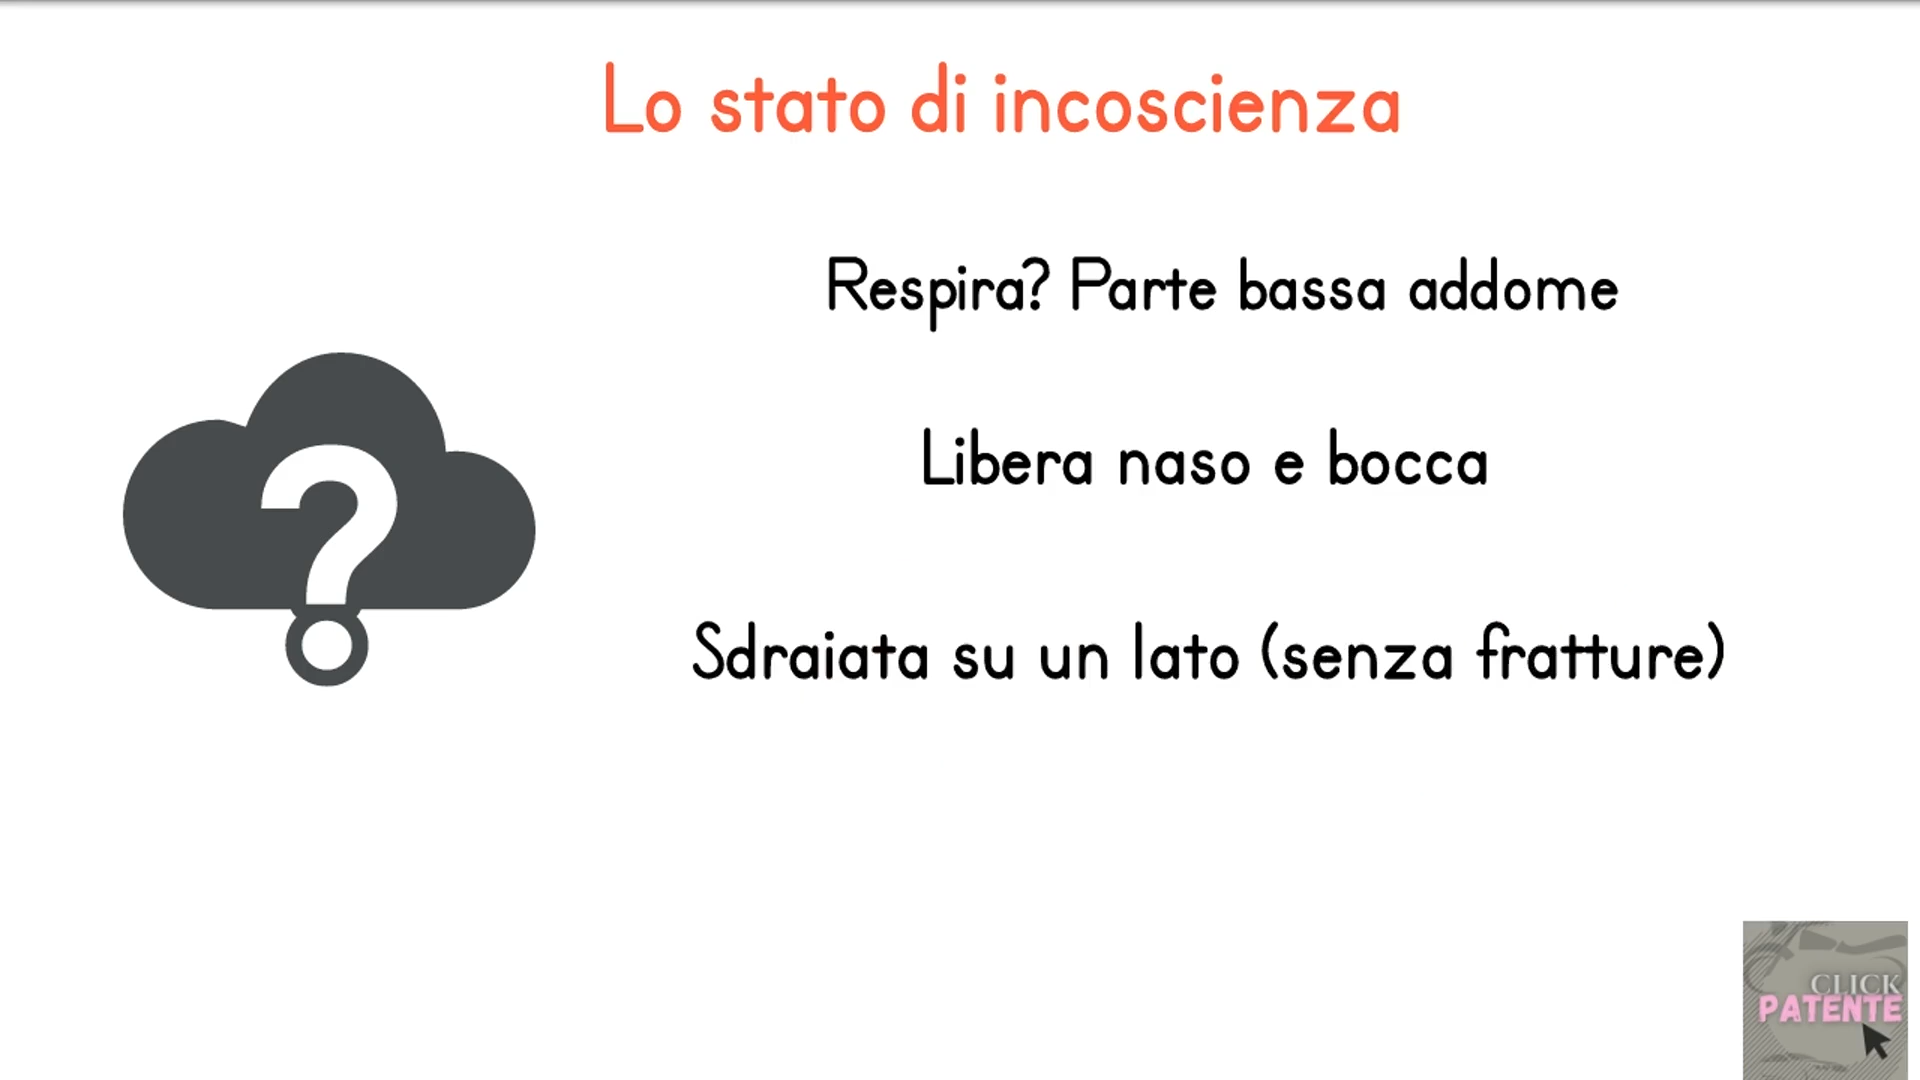 Lo stato di incoscienza
Respira? Parte bassa addome
Libera naso e bocca
Sdraiata su un lato (senza fratture)
CLICK
PATENTE